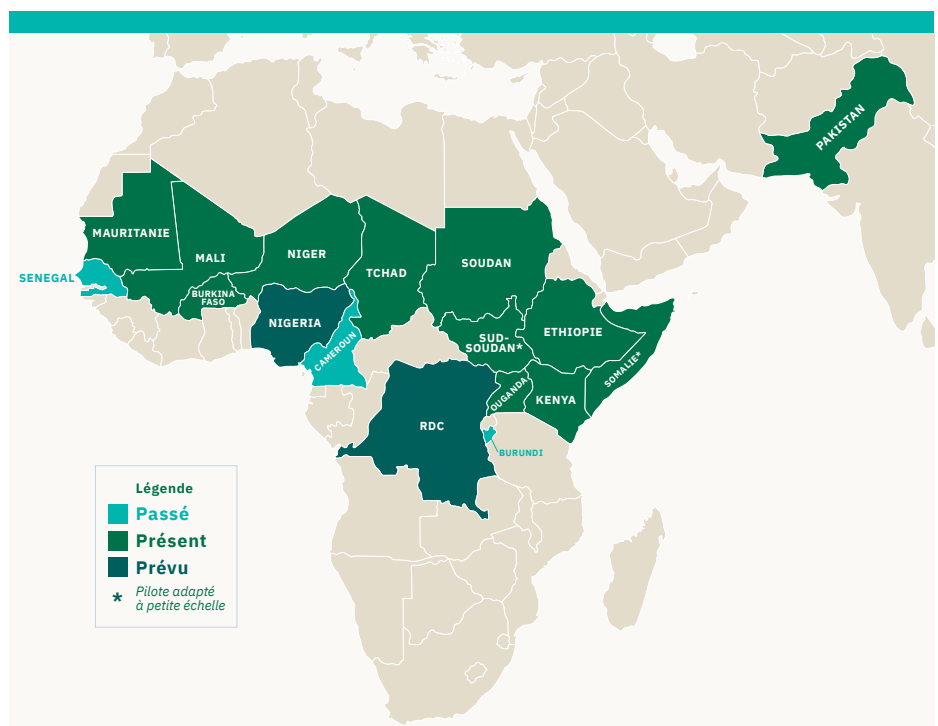 PAKISTAN
MAURITANIE
MALI
NIGER
TCHAD
SOUDAN
SENEGAL
BURKINA
FASO
NIGERIA
CAMEROUN
SUD-
SOUDAN*
ETHIOPIE
SOMALIE*
OUGANDA
KENYA
RDC
BURUNDI
Légende
Passé
Présent
Prévu
* Pilote adapté
à petite échelle